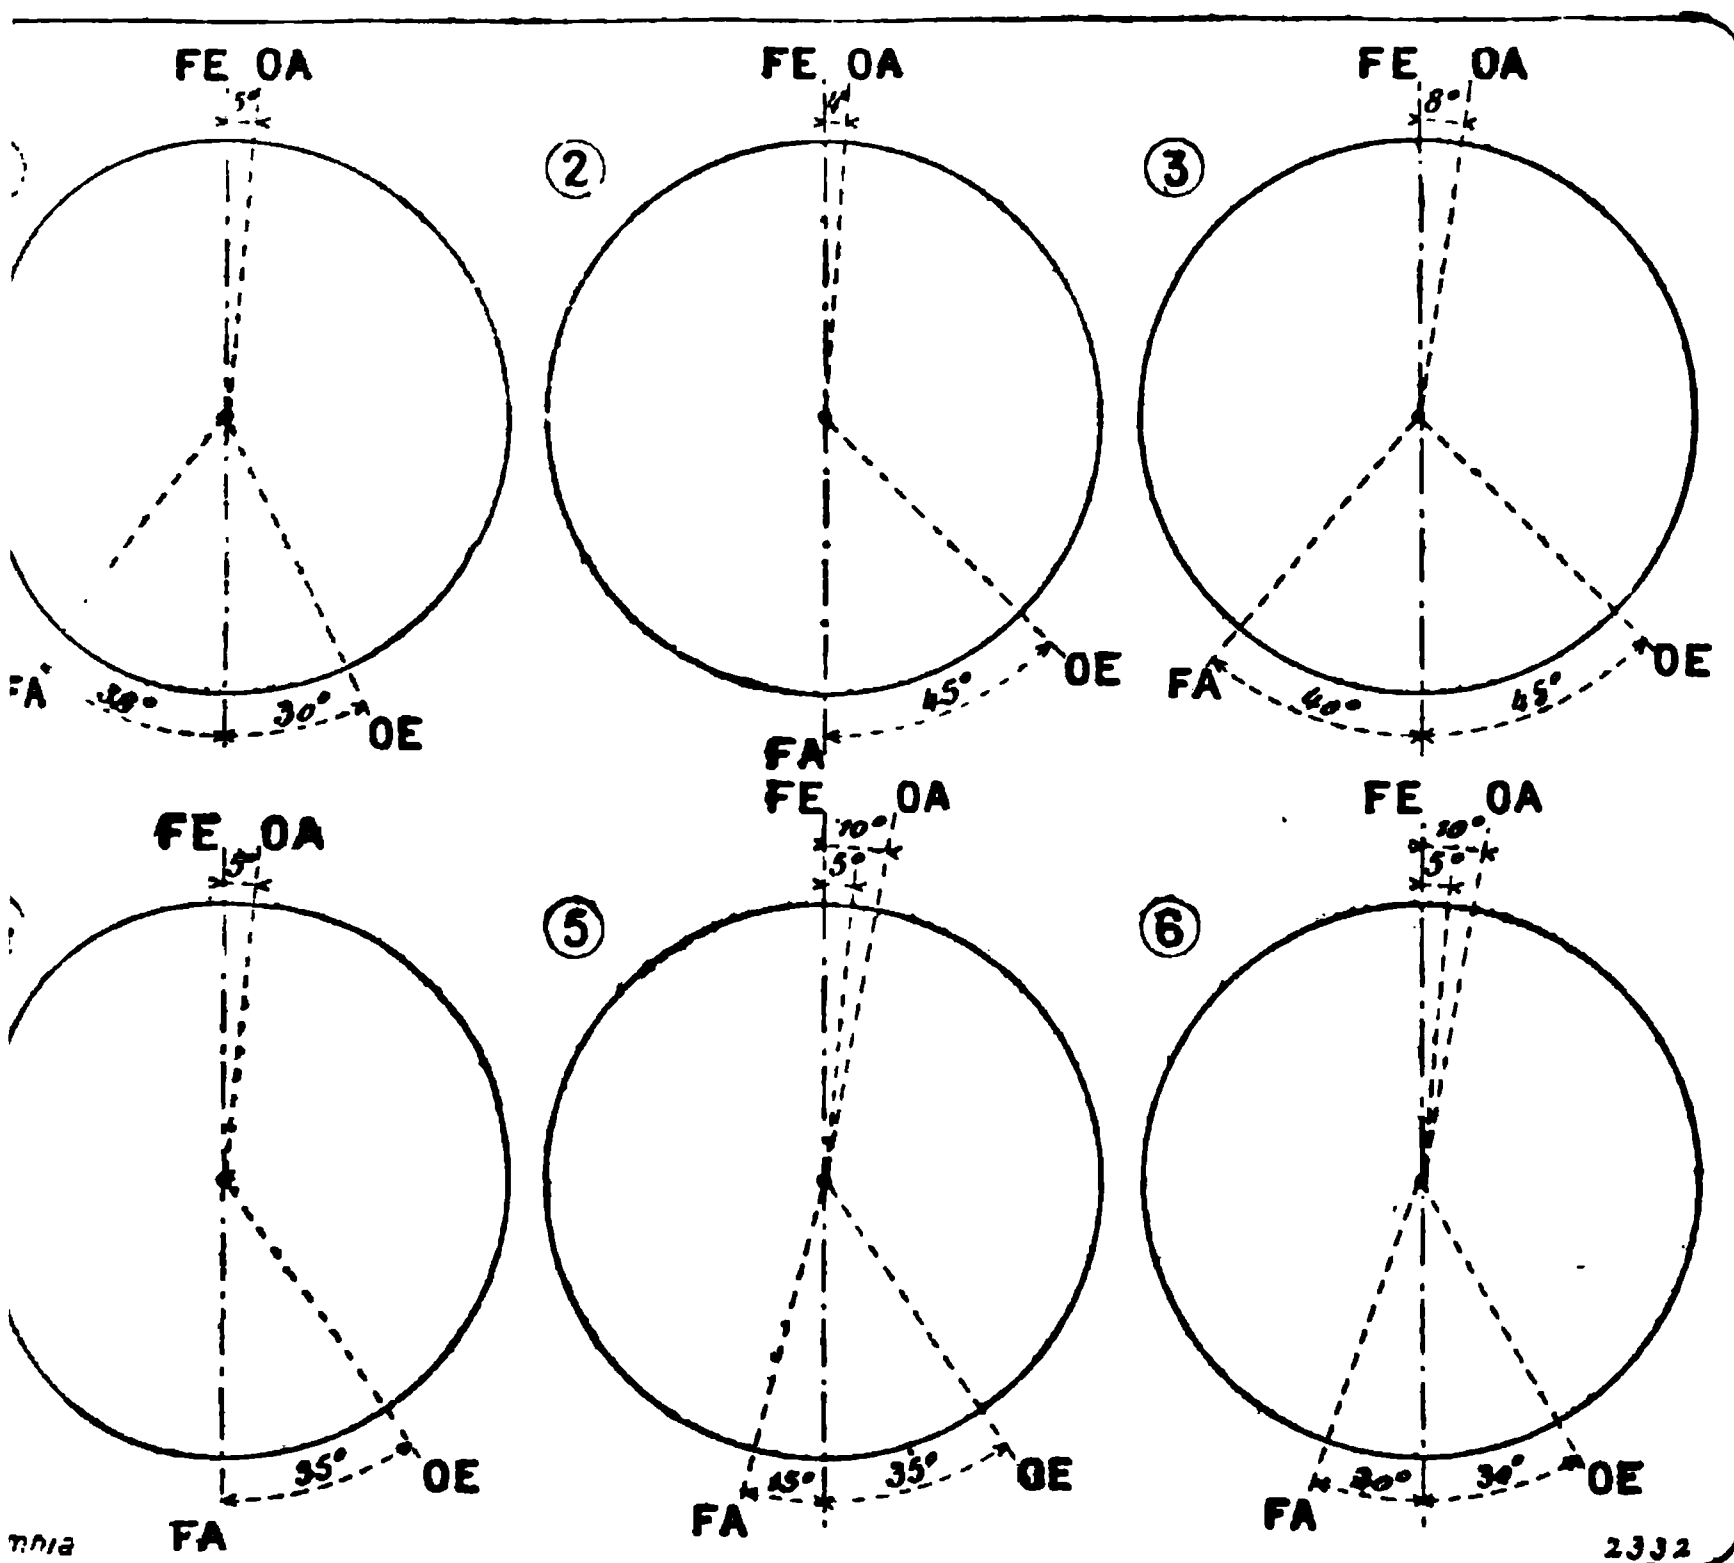 FE OA FE OA FE OA
5° 4° 8°
2 3
OE OE
FA 45° FA 40° 45°
30° OE
FA
FE OA FE OA
FE OA 10° 10°
5° 5° 5°
5 6
35° OE 15° 35° OE 20° 30° OE
FA FA FA
2332